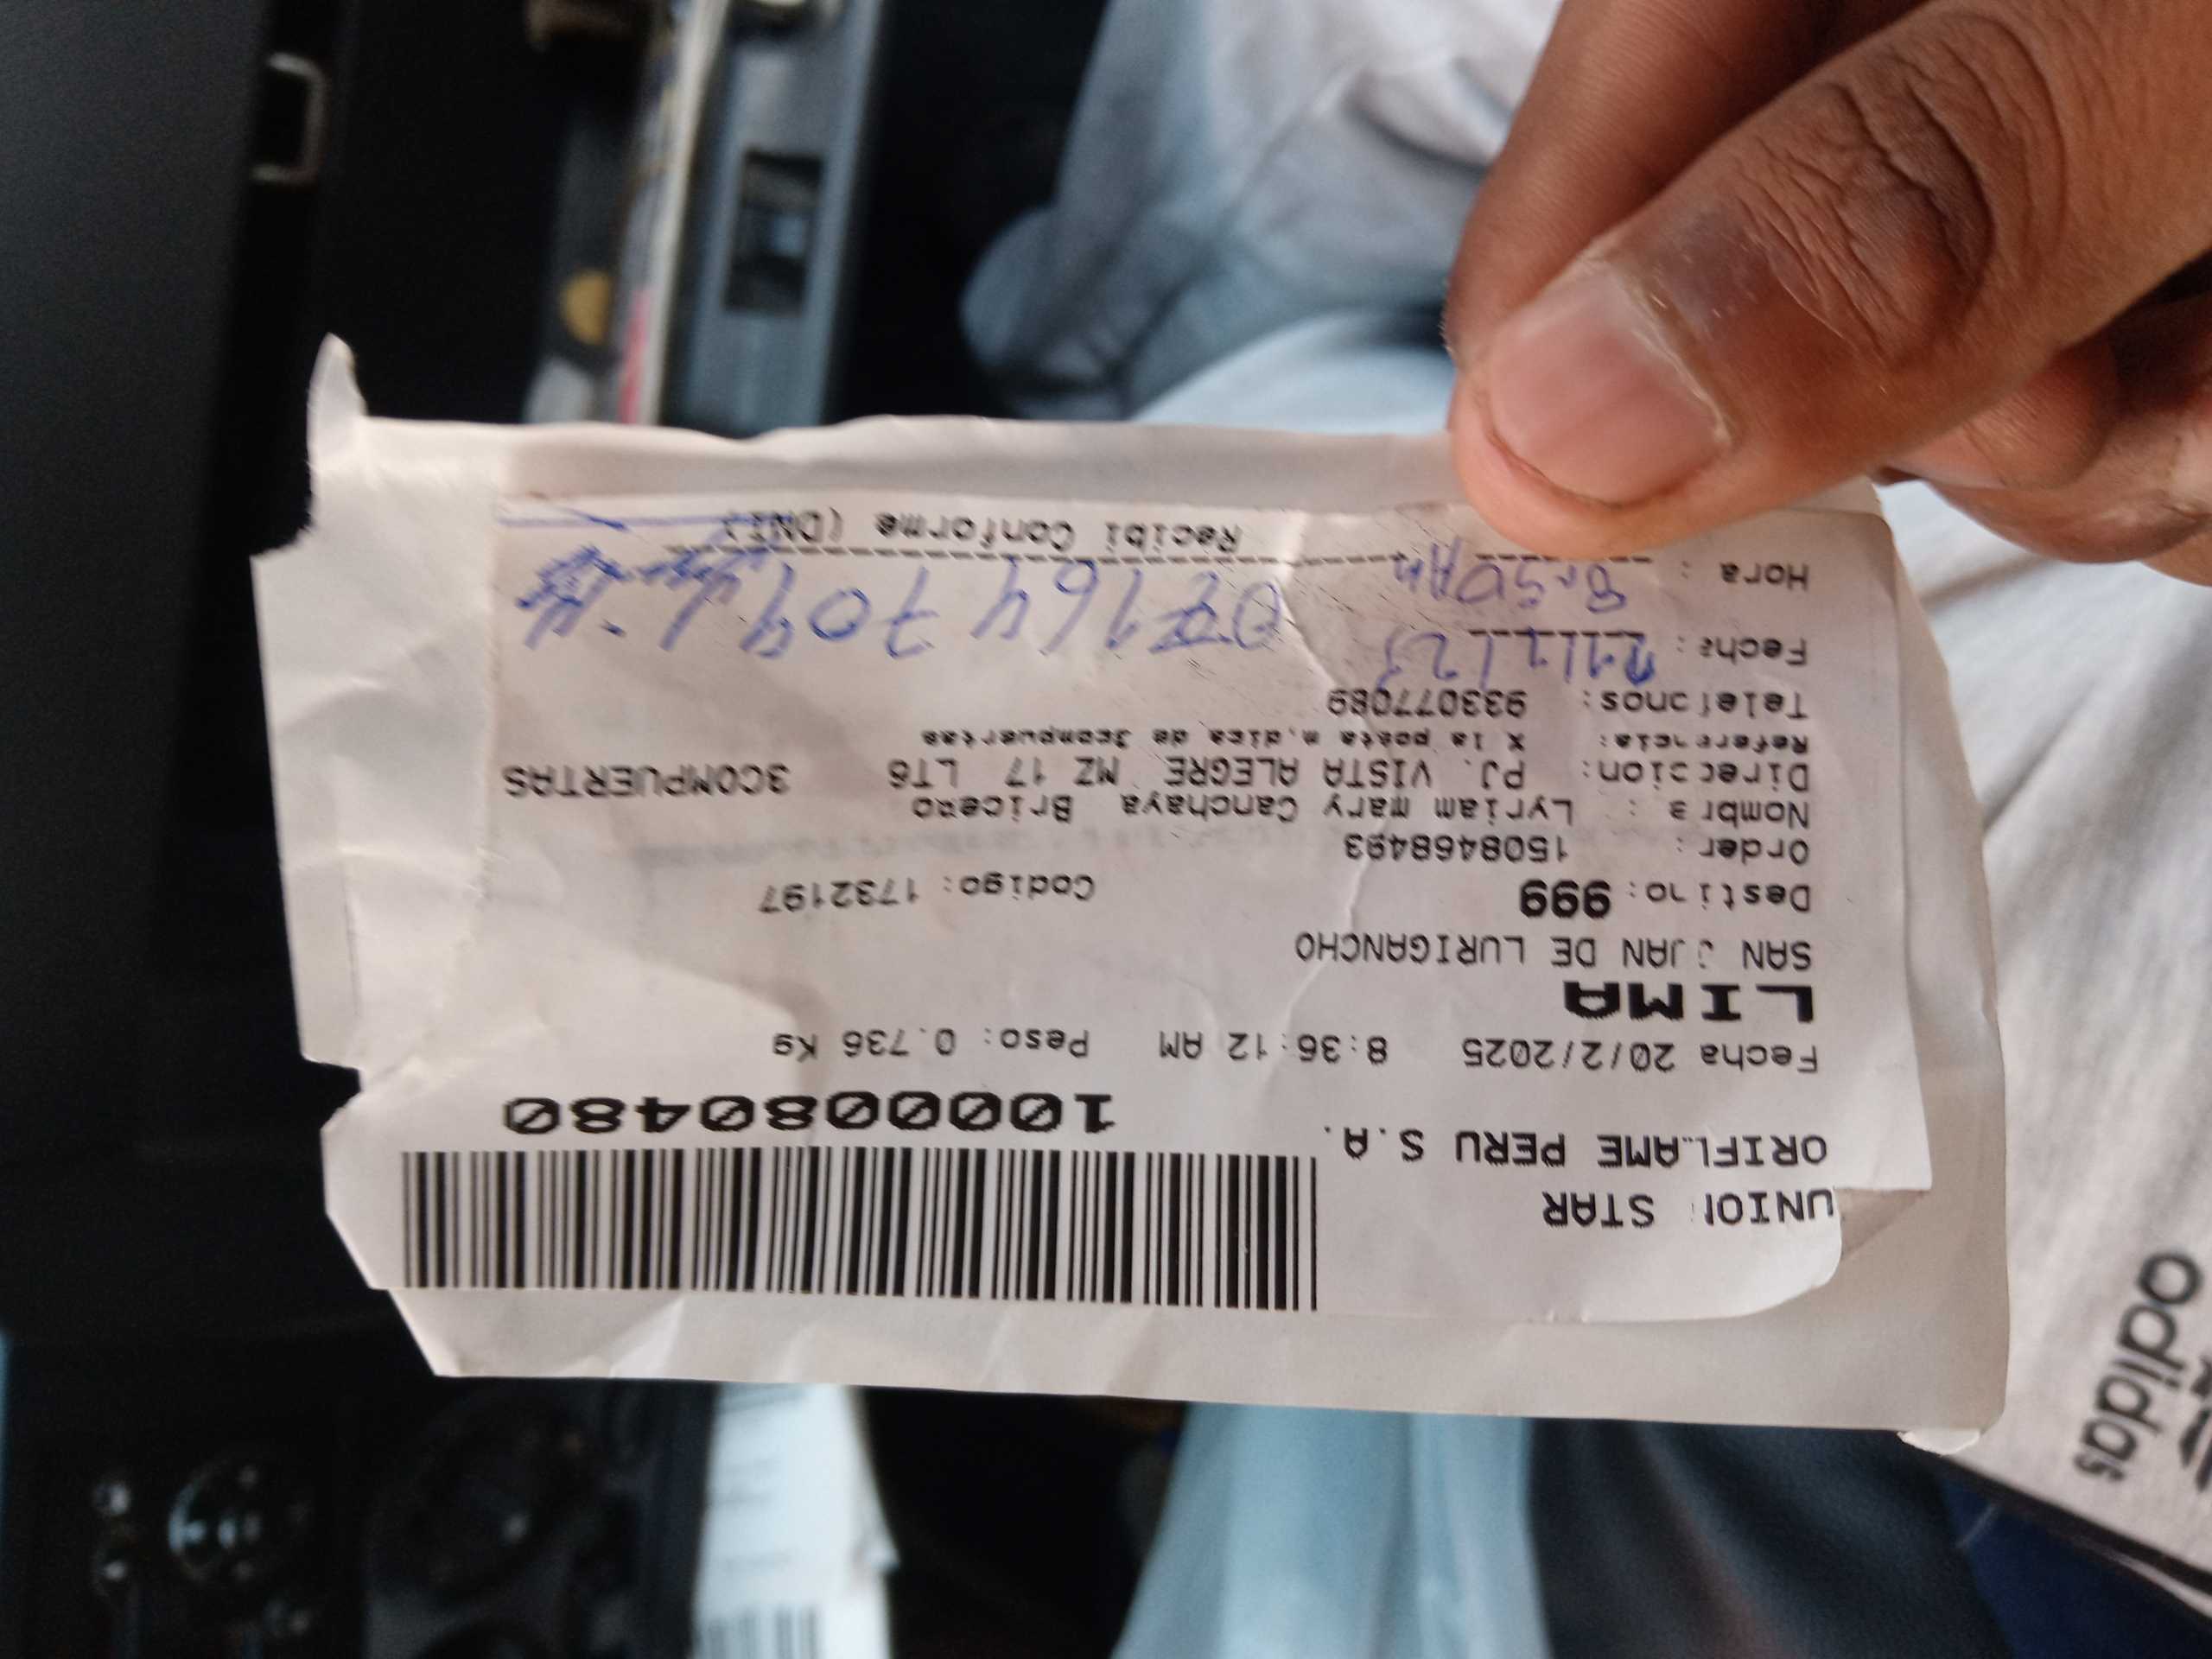 UNION STAR
ORIFLAME PERU S.A.
1000080480
Fecha 20/2/2025 8:36:12 AM Peso: 0.736 Kg
LIMA
SAN JUAN DE LURIGANCHO
Destino: 999 Codigo: 1732197
Order: 1508468493
Nombre: Lyriam mary Canchaya Bricero
Direccion: PJ. VISTA ALEGRE MZ 17 LT6 3COMPUERTAS
Referencia: X la posta m.dica de 3compuertas
Telefonos: 933077089
Fecha:
Hora:
Recibi Conforme (DNI)
adidas